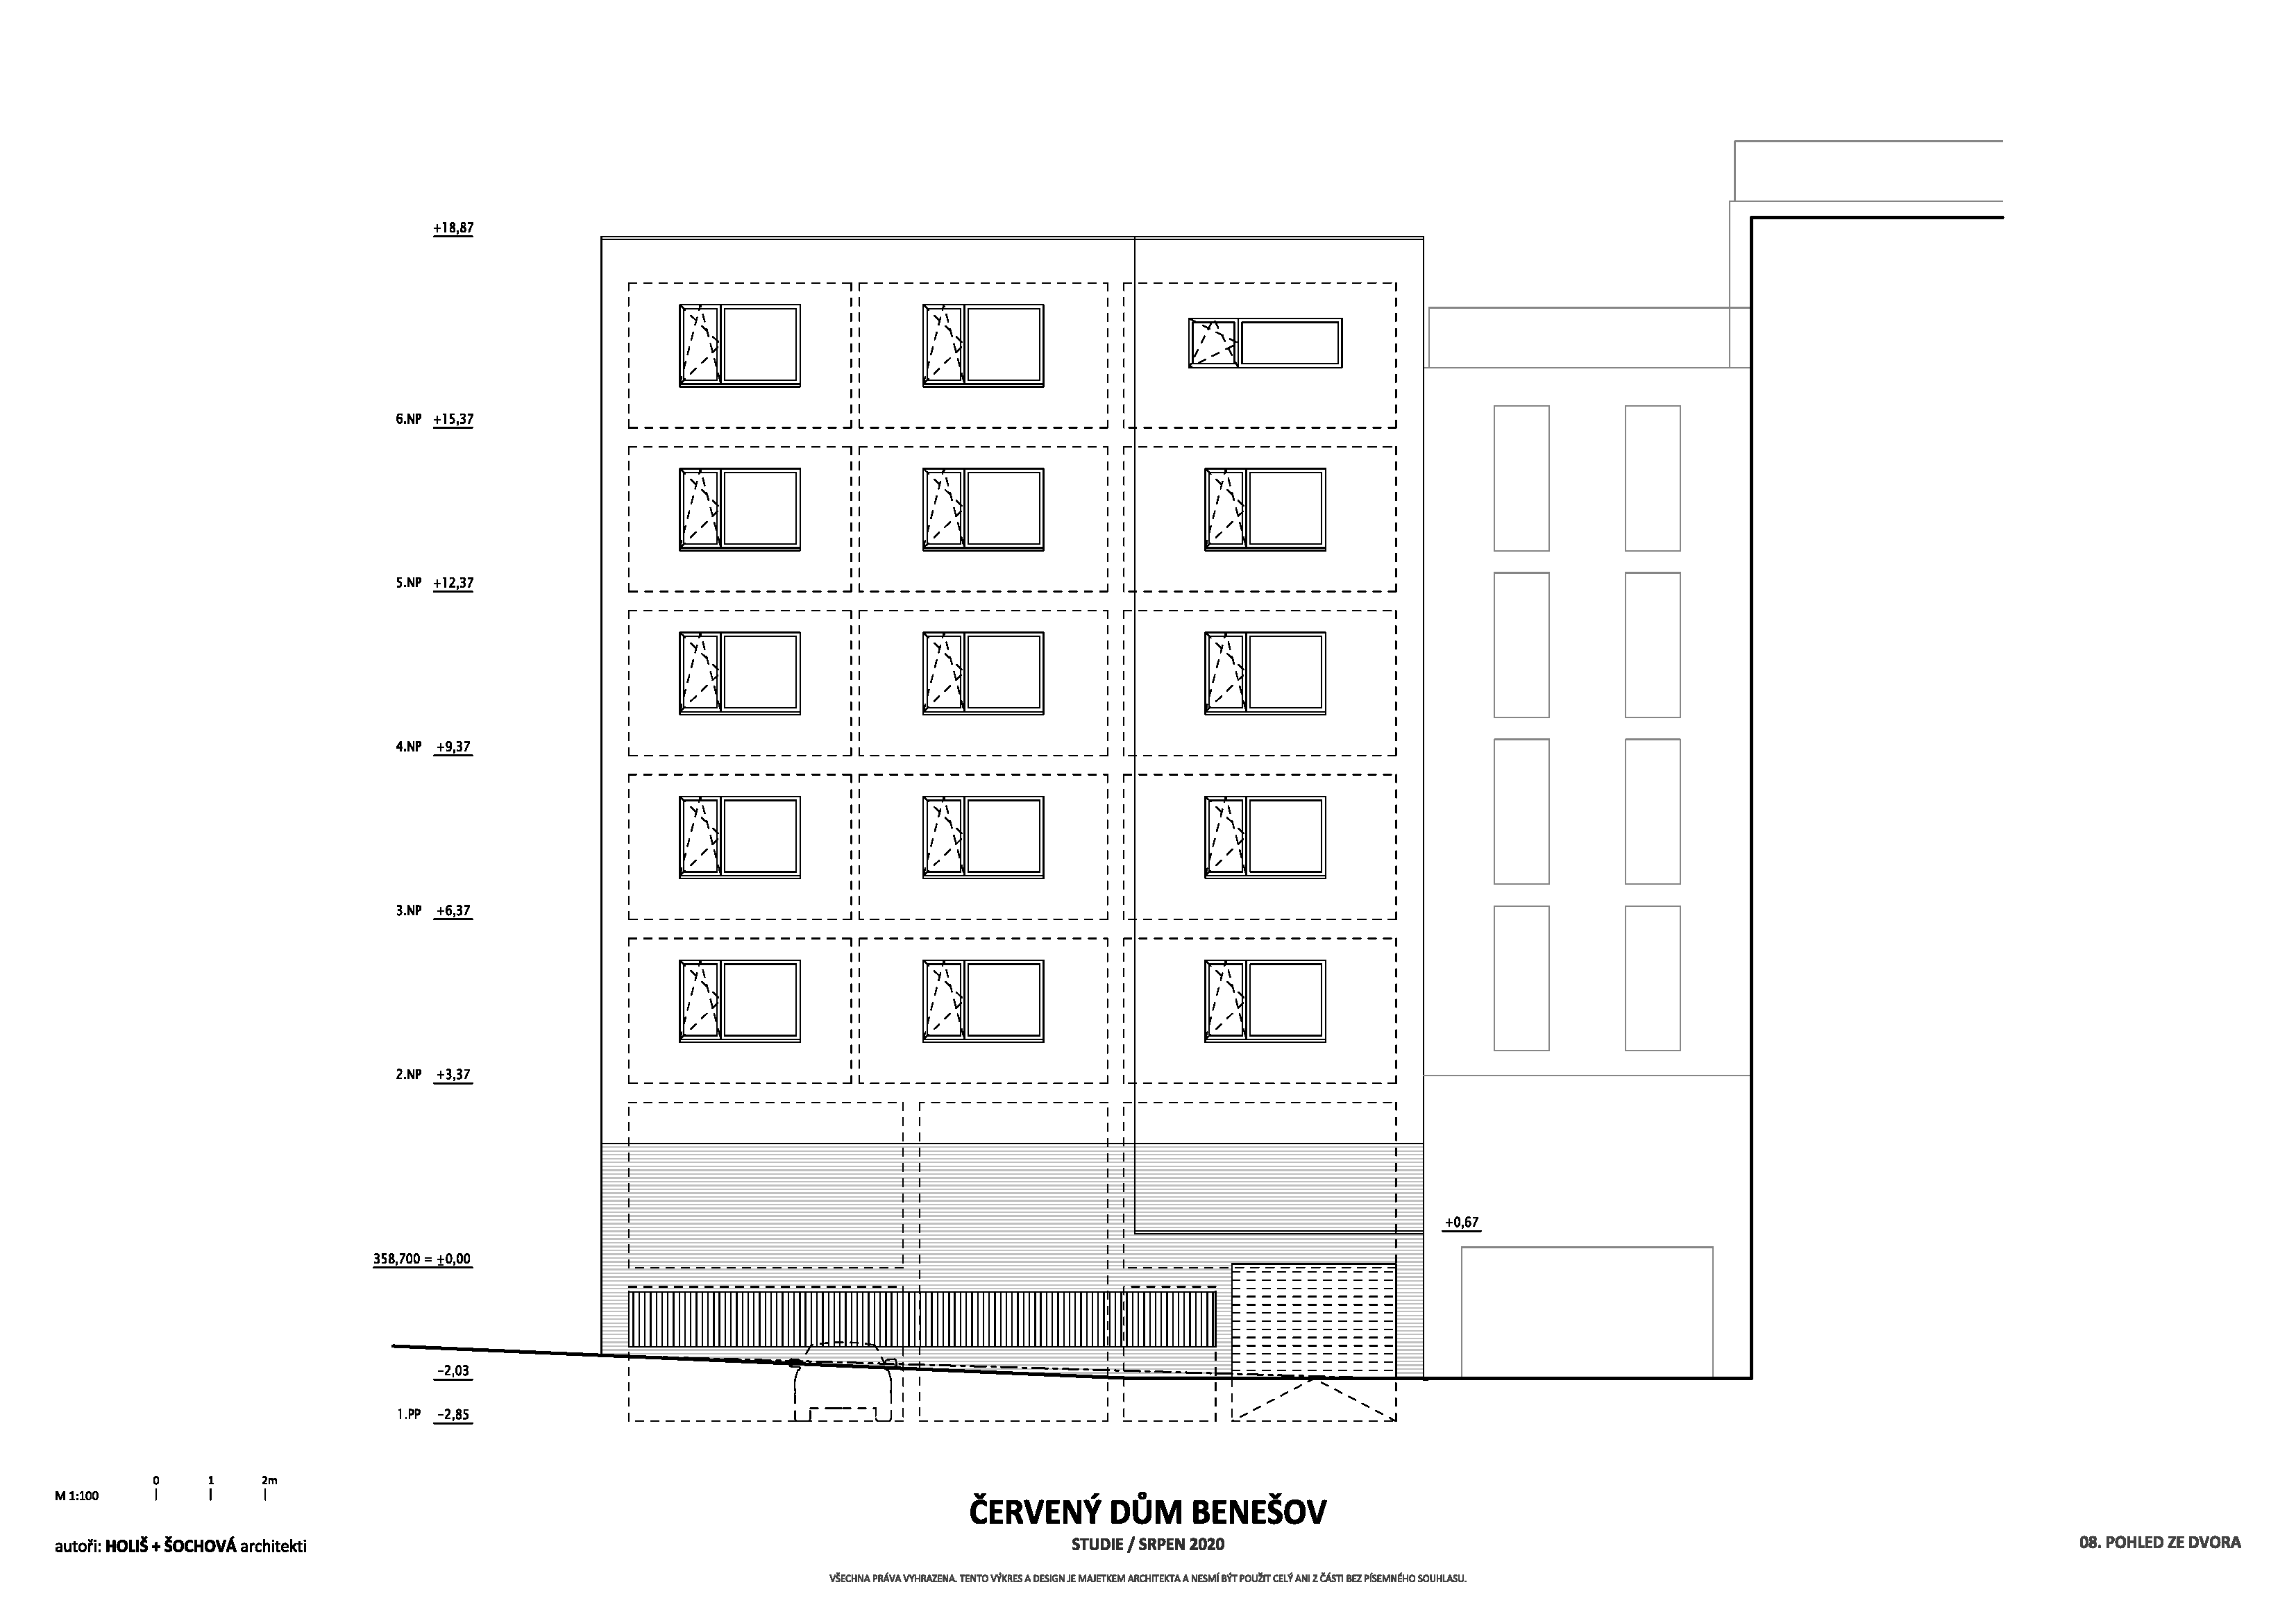 +18,87
6.NP +15,37
5.NP +12,37
4.NP +9,37
3.NP +6,37
2.NP +3,37
+0,67
358,700 = ±0,00
-2,03
1.PP -2,85
0 1 2m
M 1:100
ČERVENÝ DŮM BENEŠOV
autoři: HOLIŠ + ŠOCHOVÁ architekti
STUDIE / SRPEN 2020
08. POHLED ZE DVORA
VŠECHNA PRÁVA VYHRAZENA. TENTO VÝKRES A DESIGN JE MAJETKEM ARCHITEKTA A NESMÍ BÝT POUŽIT CELÝ ANI Z ČÁSTI BEZ PÍSEMNÉHO SOUHLASU.